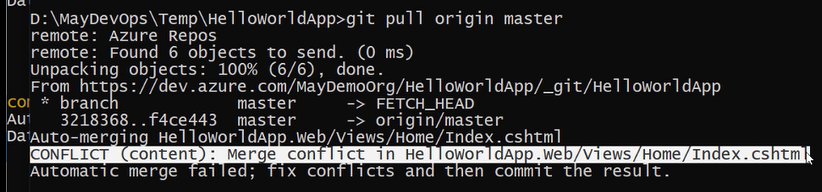 D:\MayDevOps\Temp\HelloWorldApp>git pull origin master
remote: Azure Repos
remote: Found 6 objects to send. (0 ms)
Unpacking objects: 100% (6/6), done.
From https://dev.azure.com/MayDemoOrg/HelloWorldApp/_git/HelloWorldApp
* branch master -> FETCH_HEAD
3218368..f4ce443 master -> origin/master
Auto-merging HelloWorldApp.Web/Views/Home/Index.cshtml
CONFLICT (content): Merge conflict in HelloWorldApp.Web/Views/Home/Index.cshtml
Automatic merge failed; fix conflicts and then commit the result.